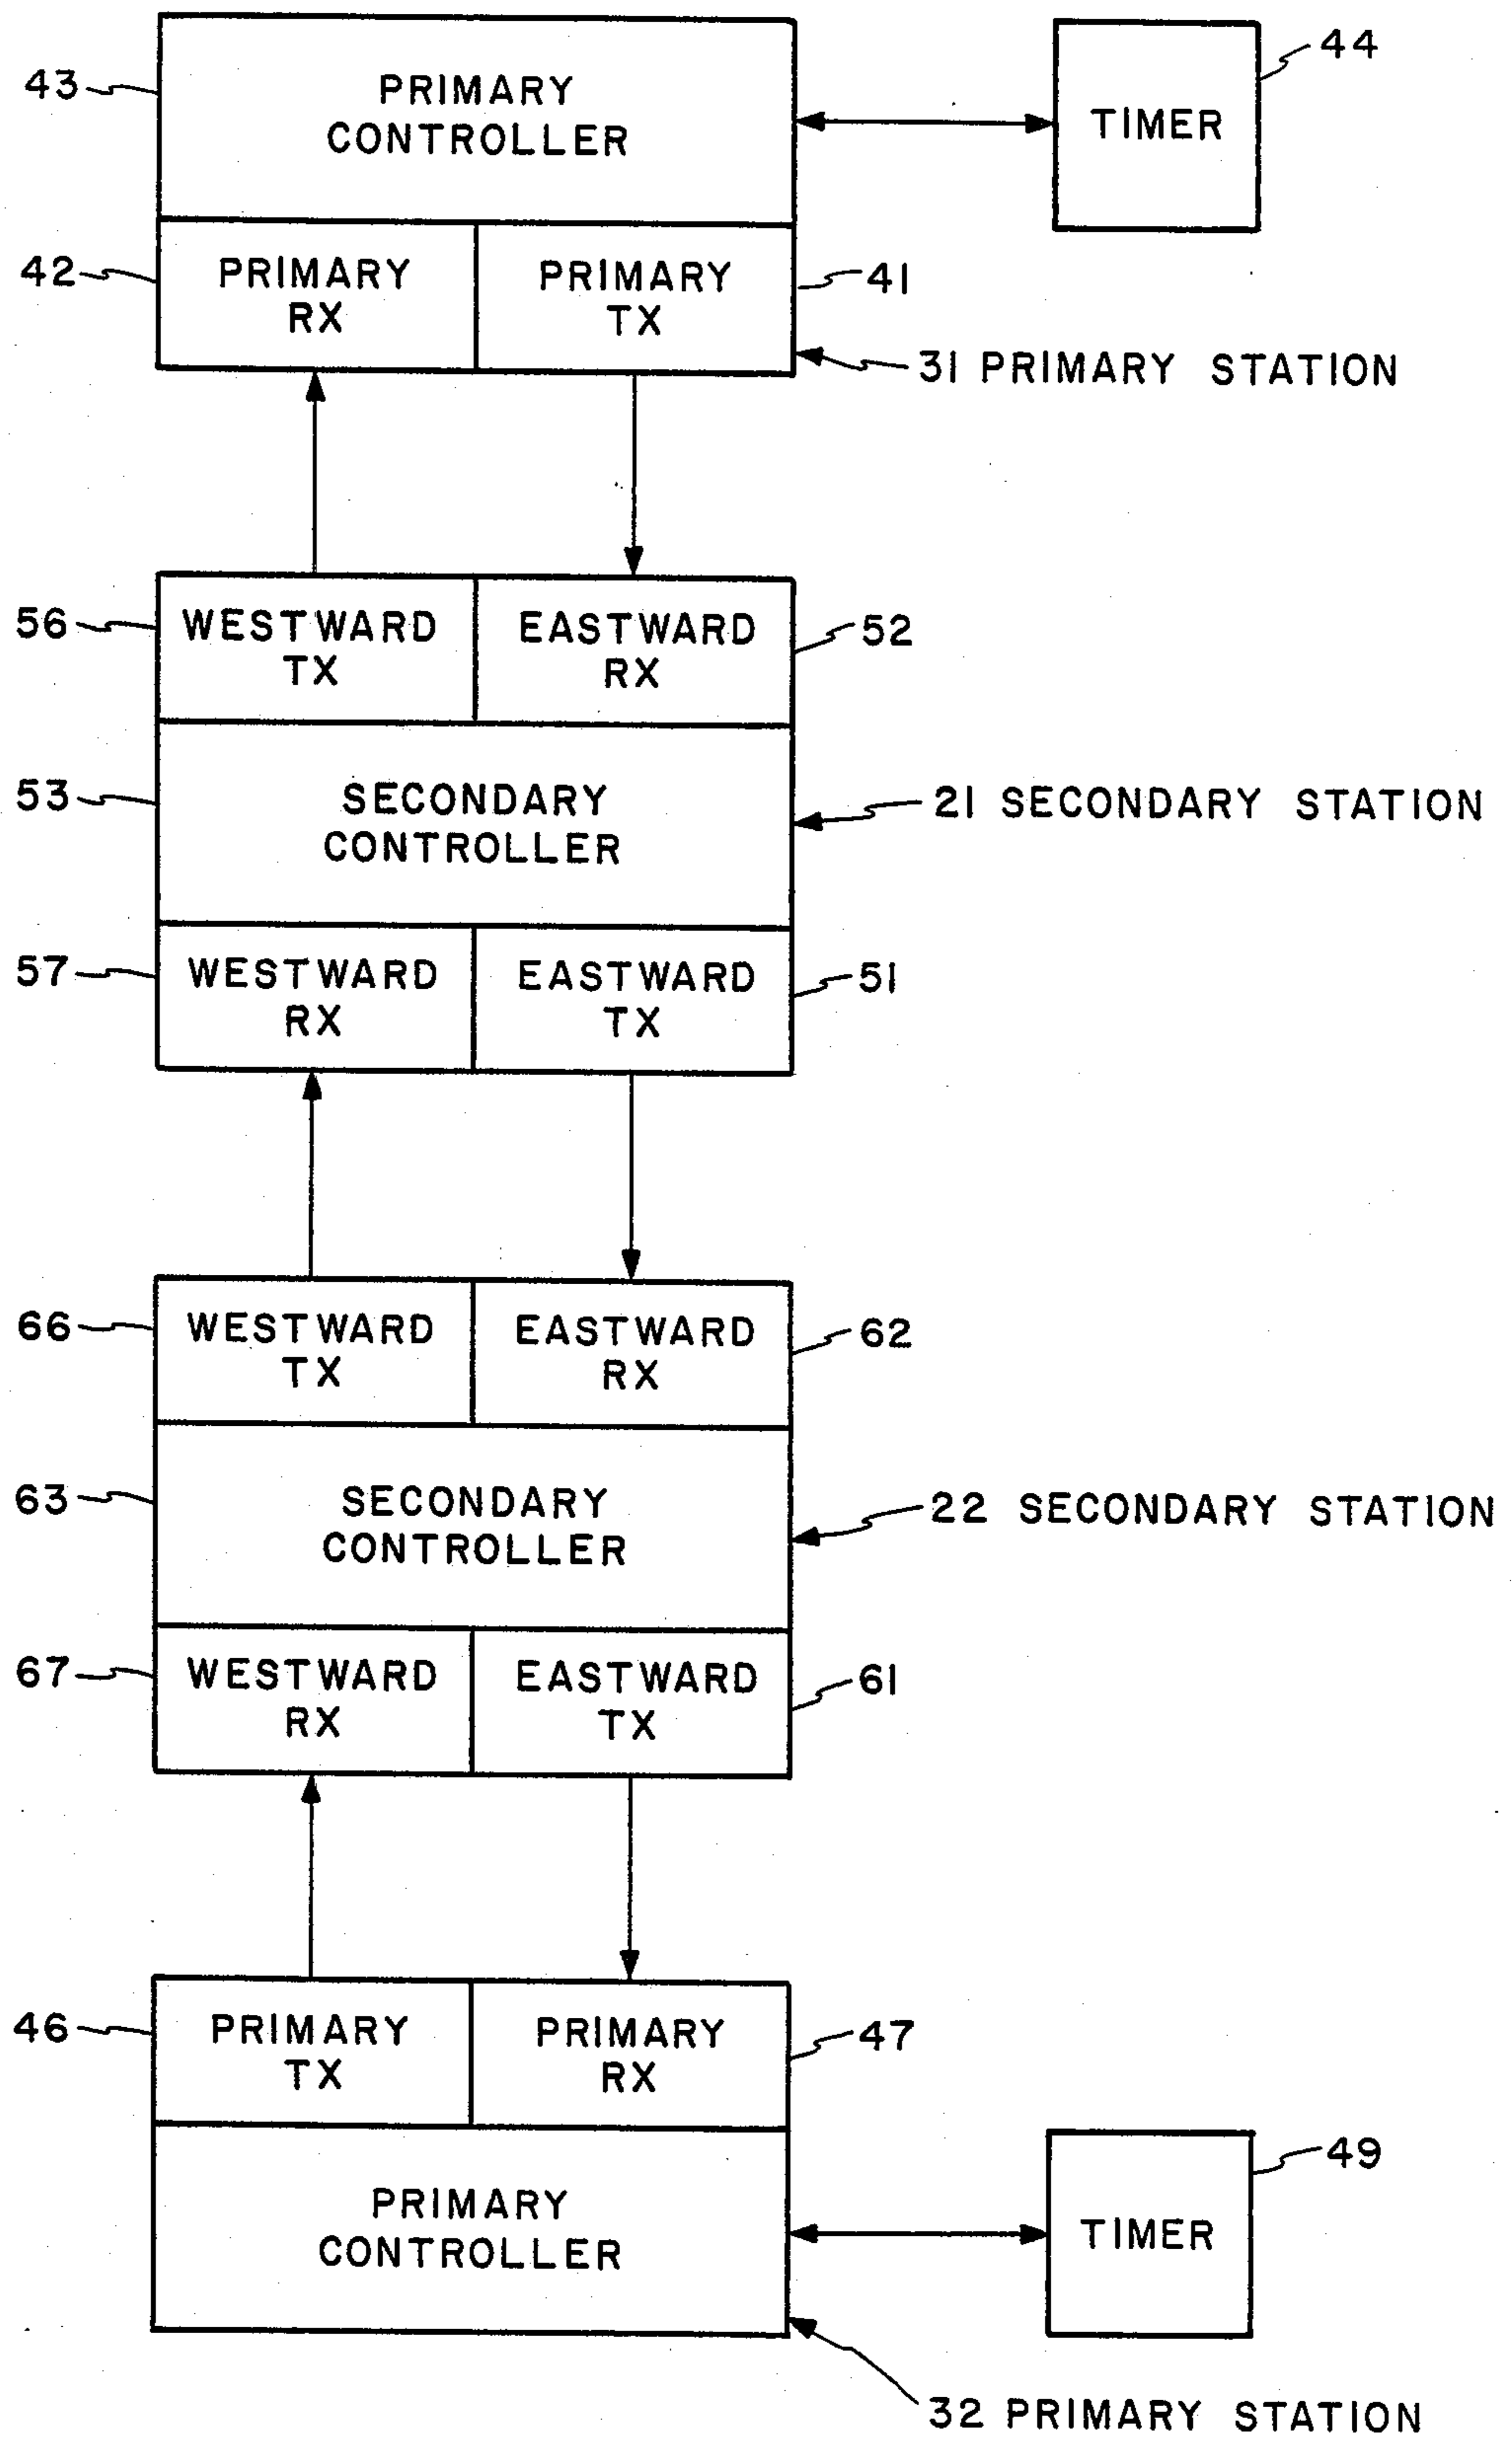 43
PRIMARY
CONTROLLER
TIMER
44
42
PRIMARY
RX
PRIMARY
TX
41
31 PRIMARY STATION
56
WESTWARD
TX
EASTWARD
RX
52
53
SECONDARY
CONTROLLER
21 SECONDARY STATION
57
WESTWARD
RX
EASTWARD
TX
51
66
WESTWARD
TX
EASTWARD
RX
62
63
SECONDARY
CONTROLLER
22 SECONDARY STATION
67
WESTWARD
RX
EASTWARD
TX
61
46
PRIMARY
TX
PRIMARY
RX
47
PRIMARY
CONTROLLER
TIMER
49
32 PRIMARY STATION